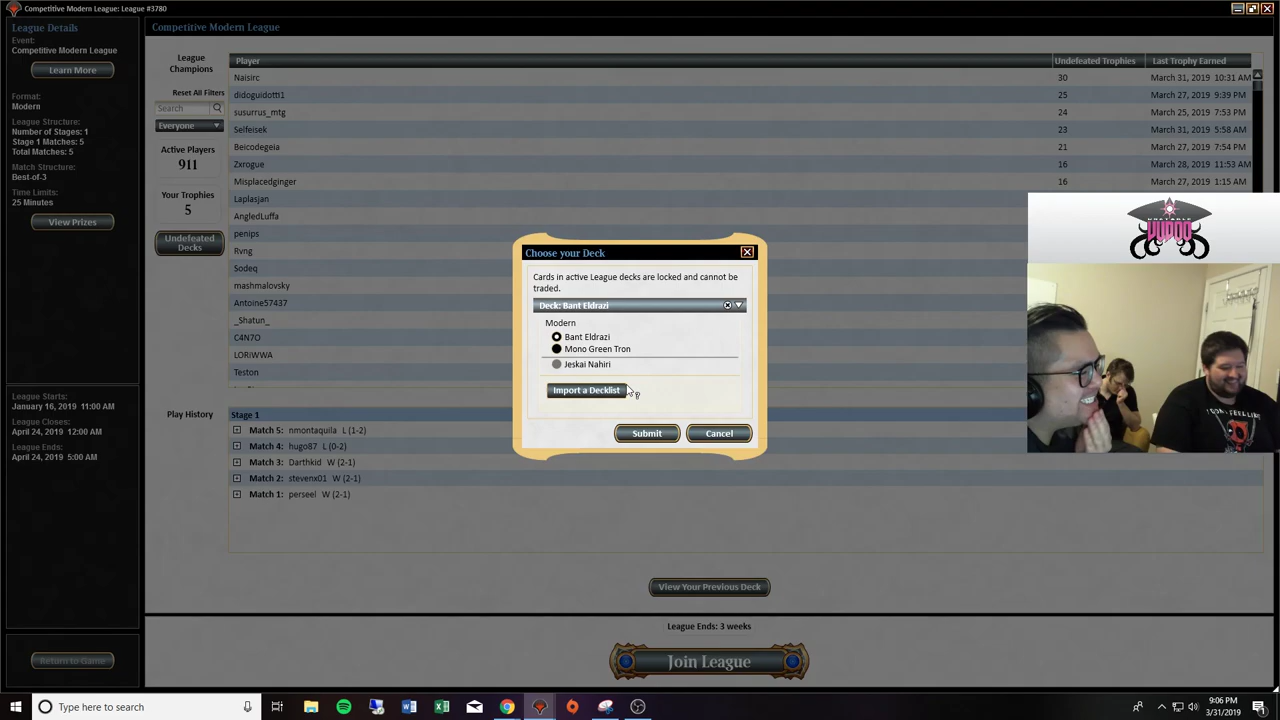 Competitive Modern League: League #3780
League Details
Event:
Competitive Modern League
Learn More
Format:
Modern
League Structure:
Number of Stages: 1
Stage 1 Matches: 5
Total Matches: 5
Match Structure:
Best-of-3
Time Limits:
25 Minutes
View Prizes
League Starts:
January 16, 2019 11:00 AM
League Closes:
April 24, 2019 12:00 AM
League Ends:
April 24, 2019 5:00 AM
Return to Game
Competitive Modern League
League
Champions
Reset All Filters
Search
Everyone
Active Players
911
Your Trophies
5
Undefeated
Decks
Player Undefeated Trophies Last Trophy Earned
Naisirc 30 March 31, 2019 10:31 AM
didoguidotti1 25 March 27, 2019 9:39 PM
susurrus_mtg 24 March 25, 2019 7:53 PM
Selfeisek 23 March 31, 2019 5:58 AM
Beicodegeia 21 March 27, 2019 7:54 PM
Zxrogue 16 March 28, 2019 11:53 AM
Misplacedginger 16 March 27, 2019 1:15 AM
Laplasjan
AngledLuffa
penips
Rvng
Sodeq
mashmalovsky
Antoine57437
_Shatun_
C4N7O
LORiWWA
Teston
Choose your Deck
Cards in active League decks are locked and cannot be
traded.
Deck: Bant Eldrazi
Modern
Bant Eldrazi
Mono Green Tron
Jeskai Nahiri
Import a Decklist
Submit Cancel
Play History
Stage 1
Match 5: nmontaquila L (1-2)
Match 4: hugo87 L (0-2)
Match 3: Darthkid W (2-1)
Match 2: stevenx01 W (2-1)
Match 1: perseel W (2-1)
View Your Previous Deck
League Ends: 3 weeks
Join League
Type here to search
9:06 PM
3/31/2019